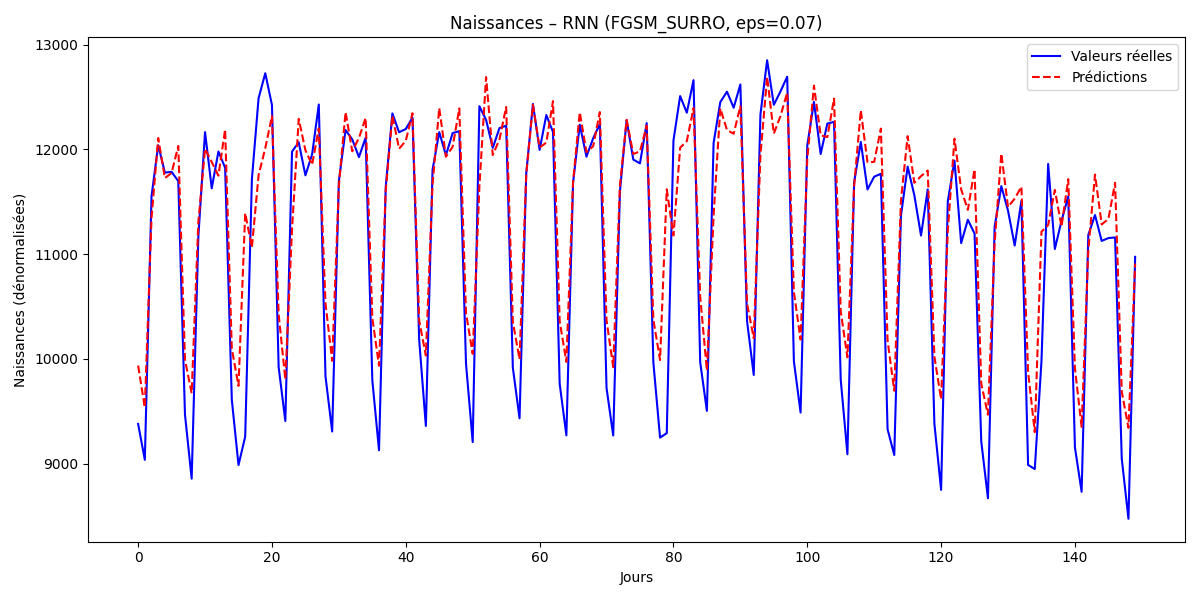 Naissances – RNN (FGSM_SURRO, eps=0.07)
Valeurs réelles
Prédictions
Naissances (dénormalisées)
13000
12000
11000
10000
9000
0 20 40 60 80 100 120 140
Jours